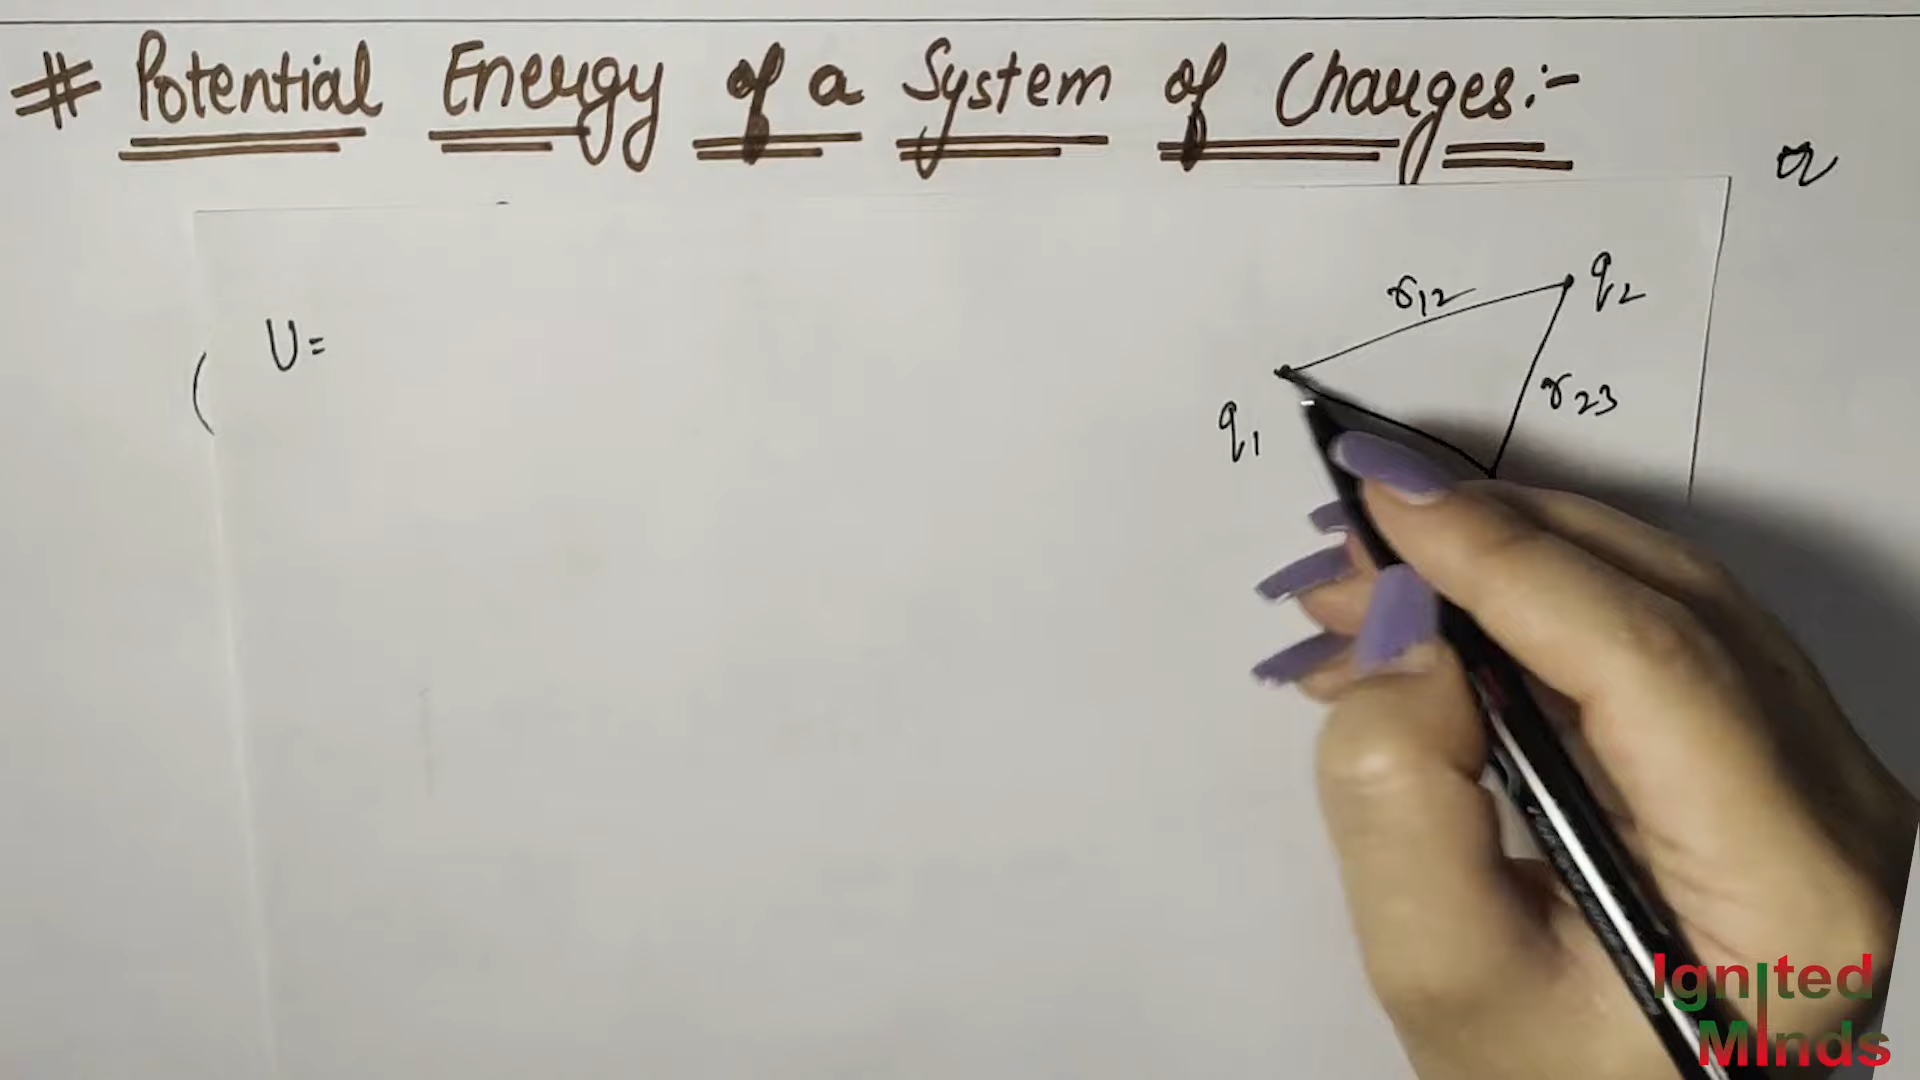 # Potential Energy of a System of Charges:-
r₁₂
q₂
U=
r₂₃
q₁
Ignited
Minds